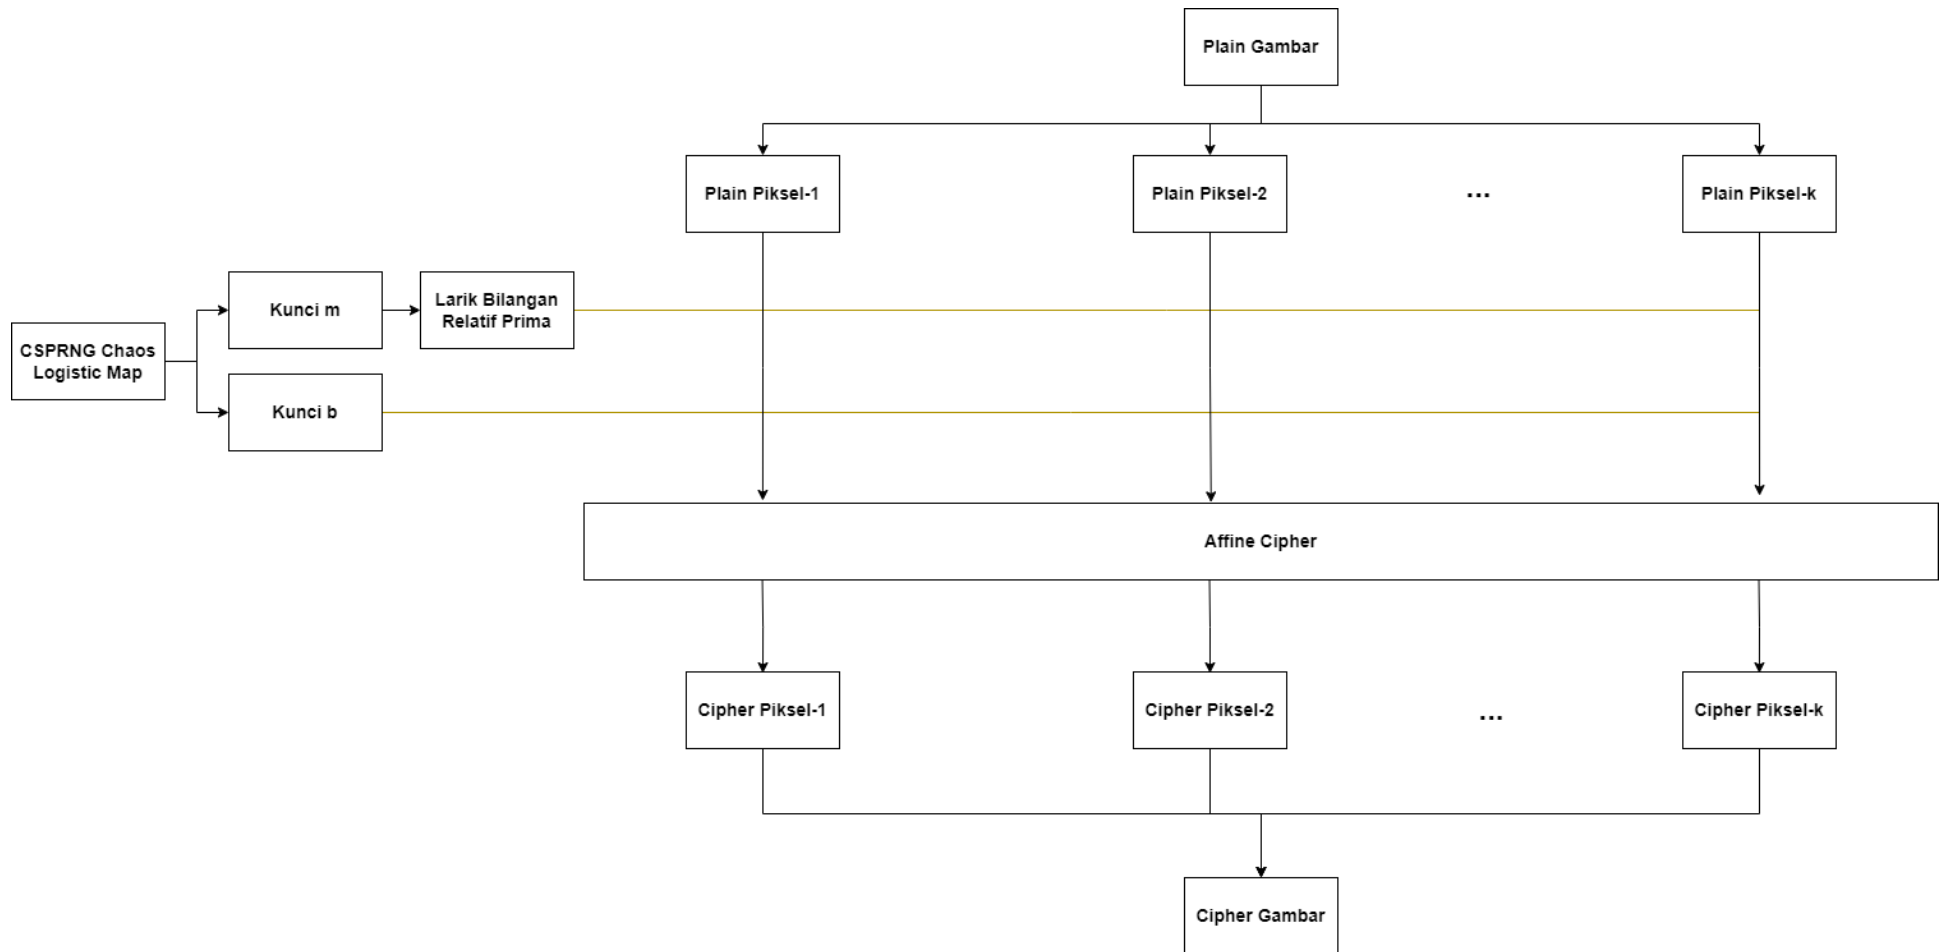 Plain Gambar
Plain Piksel-1
Plain Piksel-2
...
Plain Piksel-k
Kunci m
Larik Bilangan
Relatif Prima
CSPRNG Chaos
Logistic Map
Kunci b
Affine Cipher
Cipher Piksel-1
Cipher Piksel-2
...
Cipher Piksel-k
Cipher Gambar